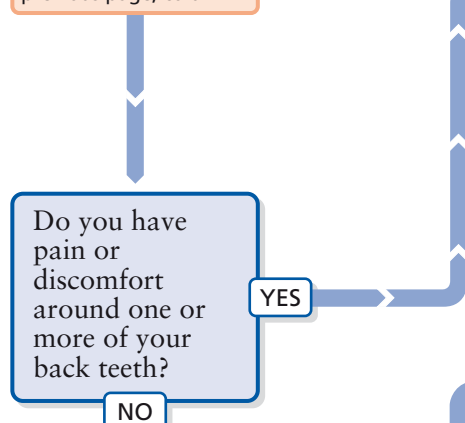 Do you have
pain or
discomfort
around one or
more of your
back teeth?
YES
NO